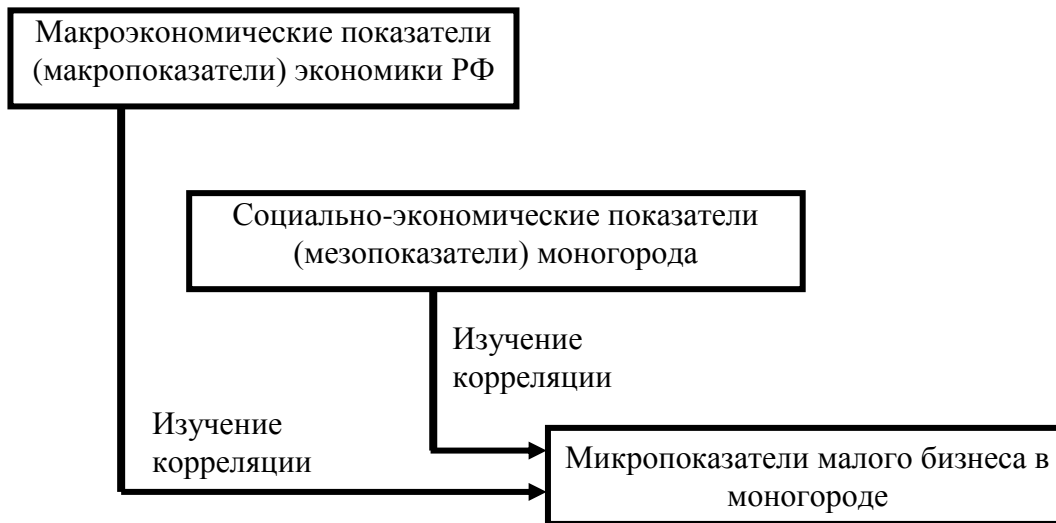 Макроэкономические показатели
(макропоказатели) экономики РФ
Социально-экономические показатели
(мезопоказатели) моногорода
Изучение
корреляции
Изучение
корреляции
Микропоказатели малого бизнеса в
моногороде